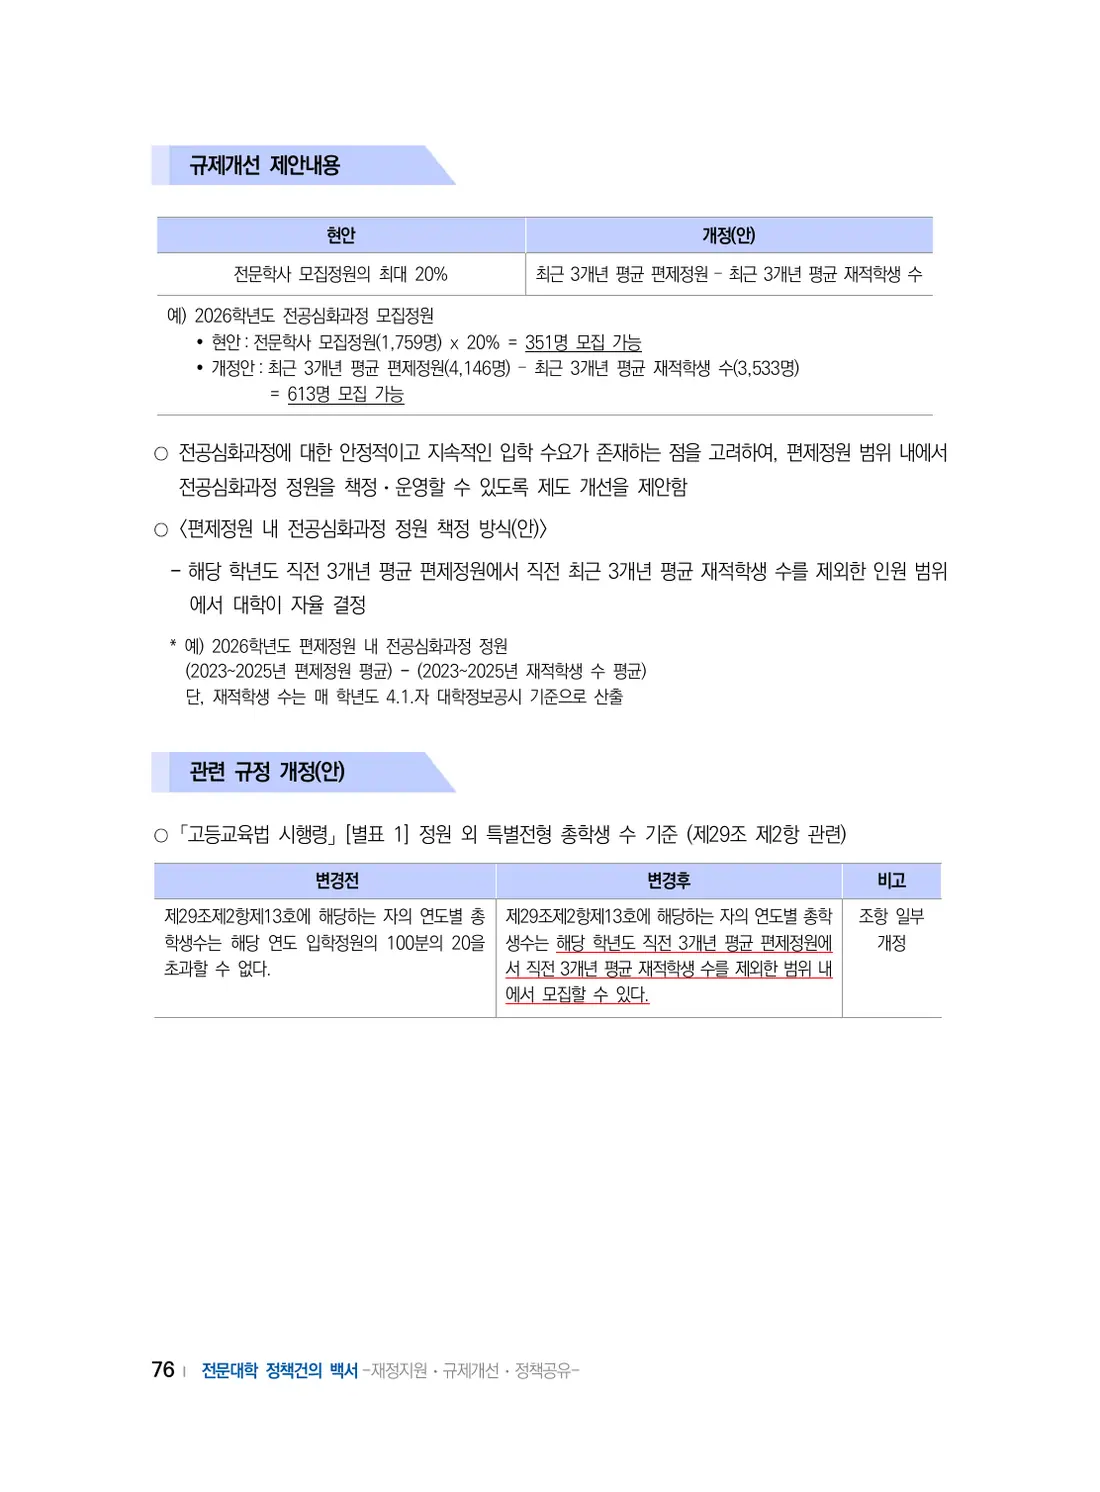 규제개선 제안내용
현안 개정(안)
전문학사 모집정원의 최대 20% 최근 3개년 평균 편제정원 - 최근 3개년 평균 재적학생 수
예) 2026학년도 전공심화과정 모집정원
• 현안 : 전문학사 모집정원(1,759명) x 20% = 351명 모집 가능
• 개정안 : 최근 3개년 평균 편제정원(4,146명) - 최근 3개년 평균 재적학생 수(3,533명)
= 613명 모집 가능
○ 전공심화과정에 대한 안정적이고 지속적인 입학 수요가 존재하는 점을 고려하여, 편제정원 범위 내에서
전공심화과정 정원을 책정·운영할 수 있도록 제도 개선을 제안함
○ <편제정원 내 전공심화과정 정원 책정 방식(안)>
- 해당 학년도 직전 3개년 평균 편제정원에서 직전 최근 3개년 평균 재적학생 수를 제외한 인원 범위
에서 대학이 자율 결정
* 예) 2026학년도 편제정원 내 전공심화과정 정원
(2023~2025년 편제정원 평균) - (2023~2025년 재적학생 수 평균)
단, 재적학생 수는 매 학년도 4.1.자 대학정보공시 기준으로 산출
관련 규정 개정(안)
○ 「고등교육법 시행령」 [별표 1] 정원 외 특별전형 총학생 수 기준 (제29조 제2항 관련)
변경전 변경후 비고
제29조제2항제13호에 해당하는 자의 연도별 총 제29조제2항제13호에 해당하는 자의 연도별 총학 조항 일부
학생수는 해당 연도 입학정원의 100분의 20을 생수는 해당 학년도 직전 3개년 평균 편제정원에 개정
초과할 수 없다. 서 직전 3개년 평균 재적학생 수를 제외한 범위 내
에서 모집할 수 있다.
76 | 전문대학 정책건의 백서 -재정지원·규제개선·정책공유-